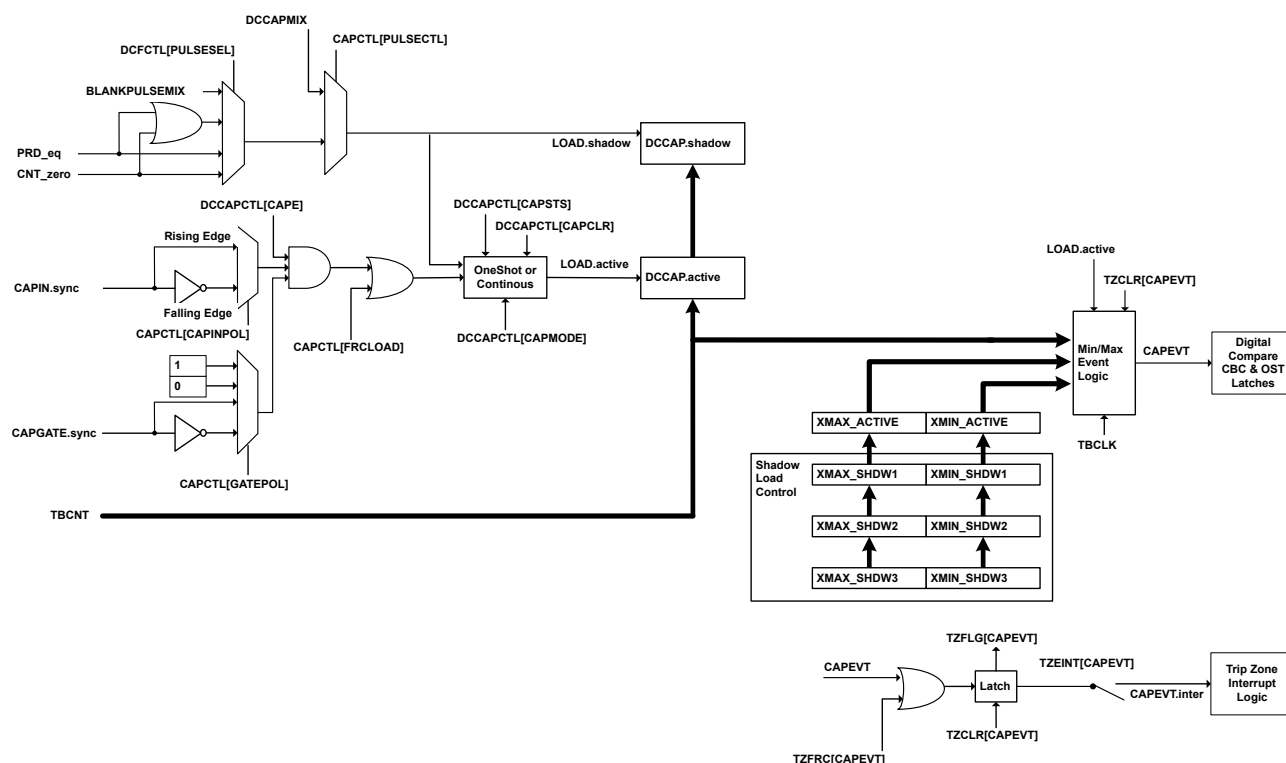 DCCAPMIX
CAPCTL[PULSECTL]
DCFCTL[PULSESEL]
BLANKPULSEMIX
PRD_eq
CNT_zero
LOAD.shadow
DCCAP.shadow
DCCAPCTL[CAPE]
DCCAPCTL[CAPSTS]
DCCAPCTL[CAPCLR]
Rising Edge
CAPIN.sync
Falling Edge
CAPCTL[CAPINPOL]
OneShot or
Continous
LOAD.active
DCCAP.active
CAPCTL[FRCLOAD]
DCCAPCTL[CAPMODE]
1
0
CAPGATE.sync
CAPCTL[GATEPOL]
TBCNT
LOAD.active
TZCLR[CAPEVT]
Min/Max
Event
Logic
CAPEVT
Digital
Compare
CBC & OST
Latches
TBCLK
XMAX_ACTIVE
XMIN_ACTIVE
Shadow
Load
Control
XMAX_SHDW1
XMIN_SHDW1
XMAX_SHDW2
XMIN_SHDW2
XMAX_SHDW3
XMIN_SHDW3
TZFLG[CAPEVT]
CAPEVT
TZEINT[CAPEVT]
Latch
CAPEVT.inter
Trip Zone
Interrupt
Logic
TZCLR[CAPEVT]
TZFRC[CAPEVT]